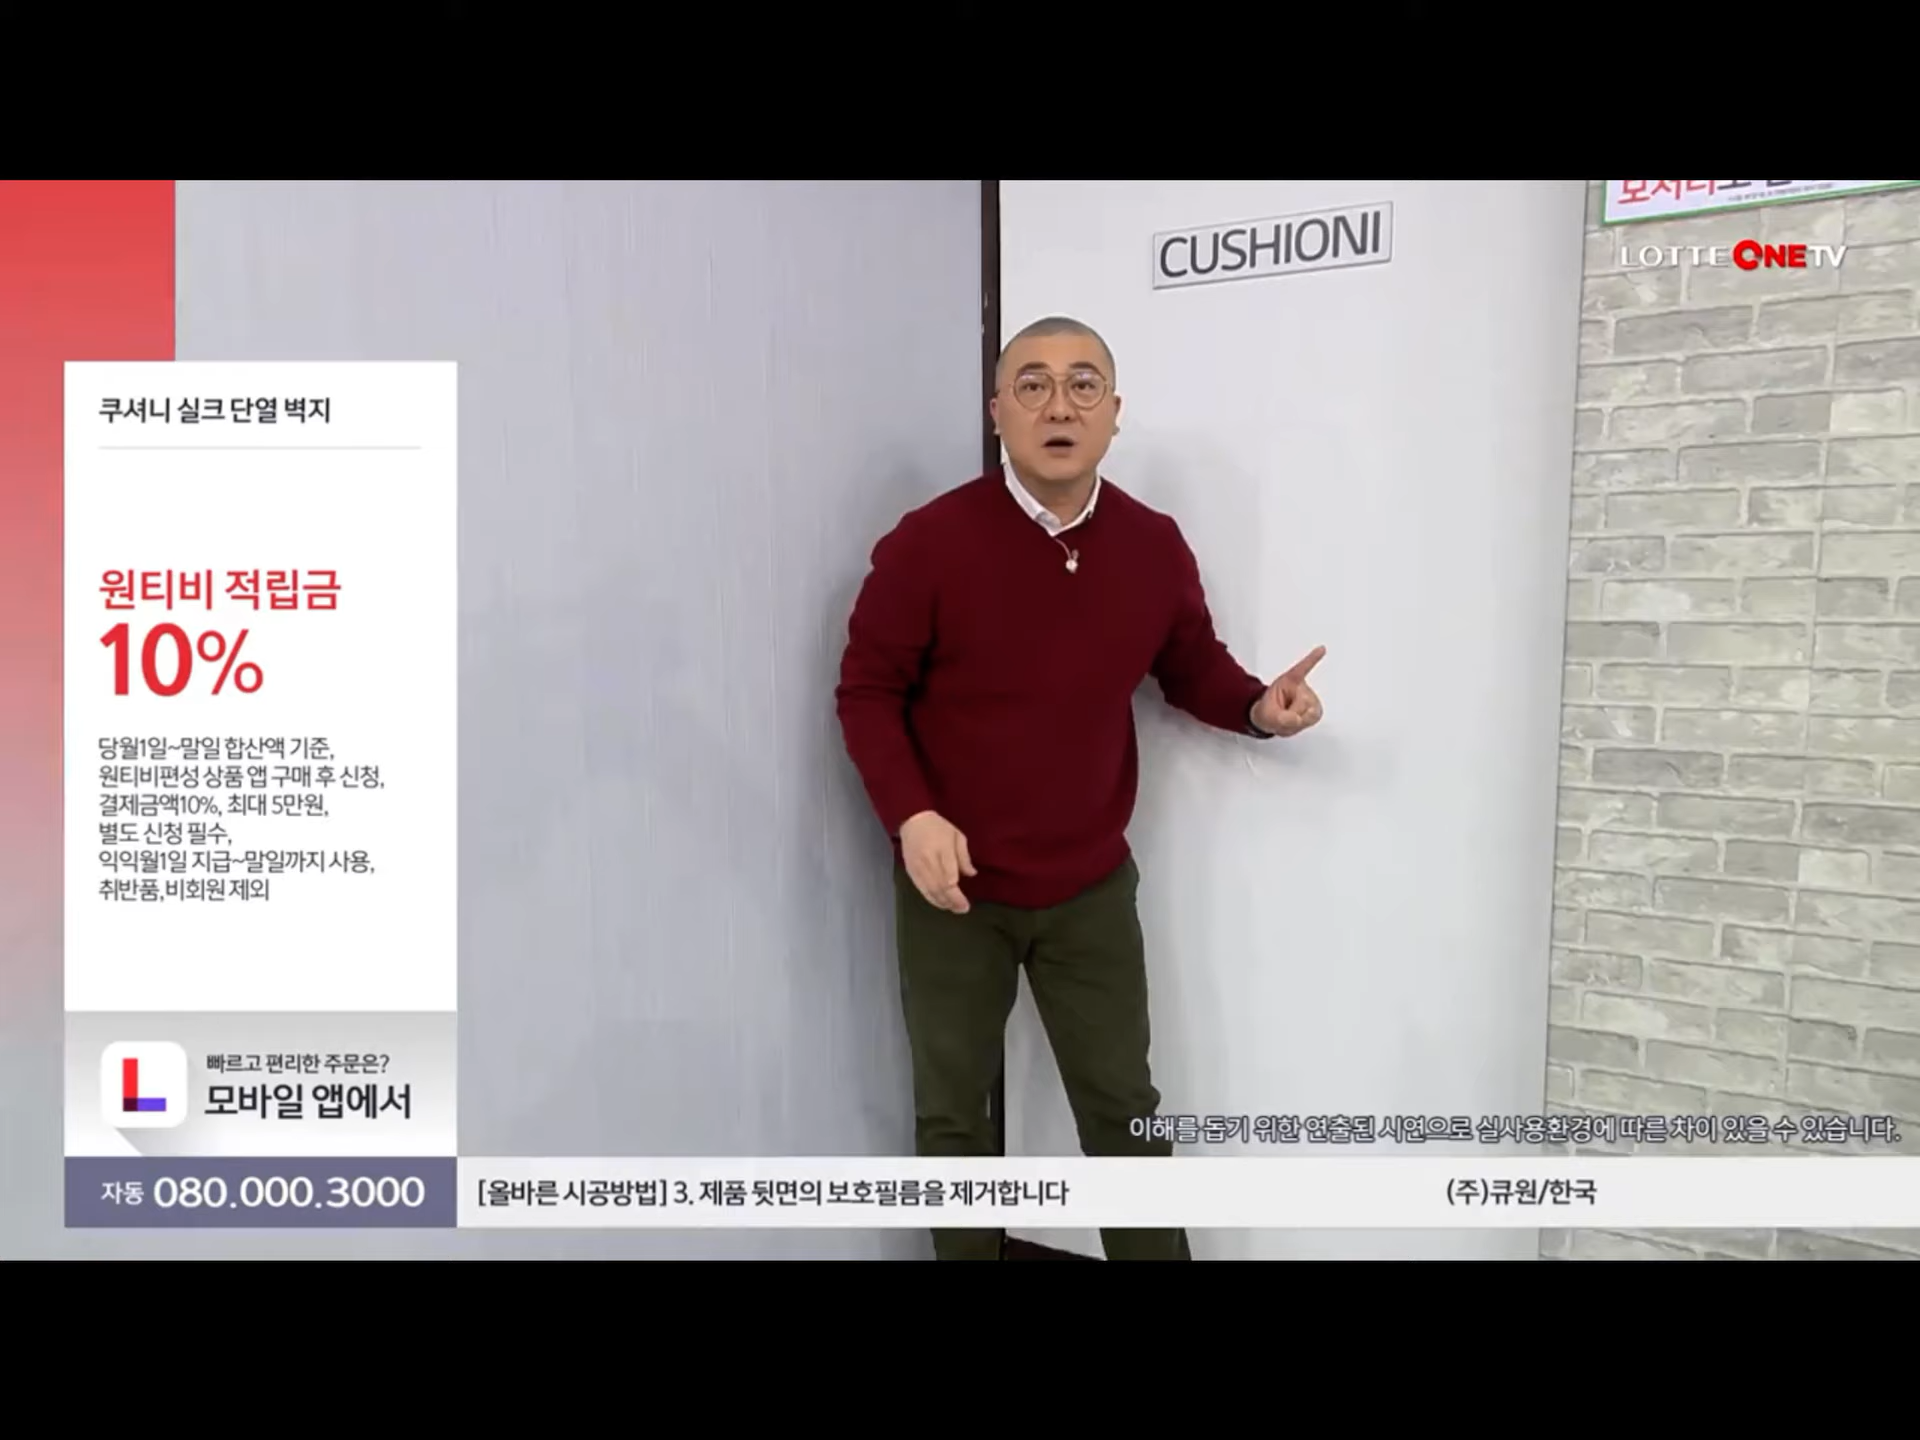 CUSHIONI
LOTTE ONE TV
쿠셔니 실크 단열 벽지
원티비 적립금
10%
당월1일~말일 합산액 기준,
원티비편성 상품 앱 구매 후 신청,
결제금액10%, 최대 5만원,
별도 신청 필수,
익익월1일 지급~말일까지 사용,
취반품,비회원 제외
빠르고 편리한 주문은?
모바일 앱에서
이해를 돕기 위한 연출된 시연으로 실사용환경에 따른 차이 있을 수 있습니다.
자동 080.000.3000
[올바른 시공방법] 3. 제품 뒷면의 보호필름을 제거합니다
(주)큐원/한국